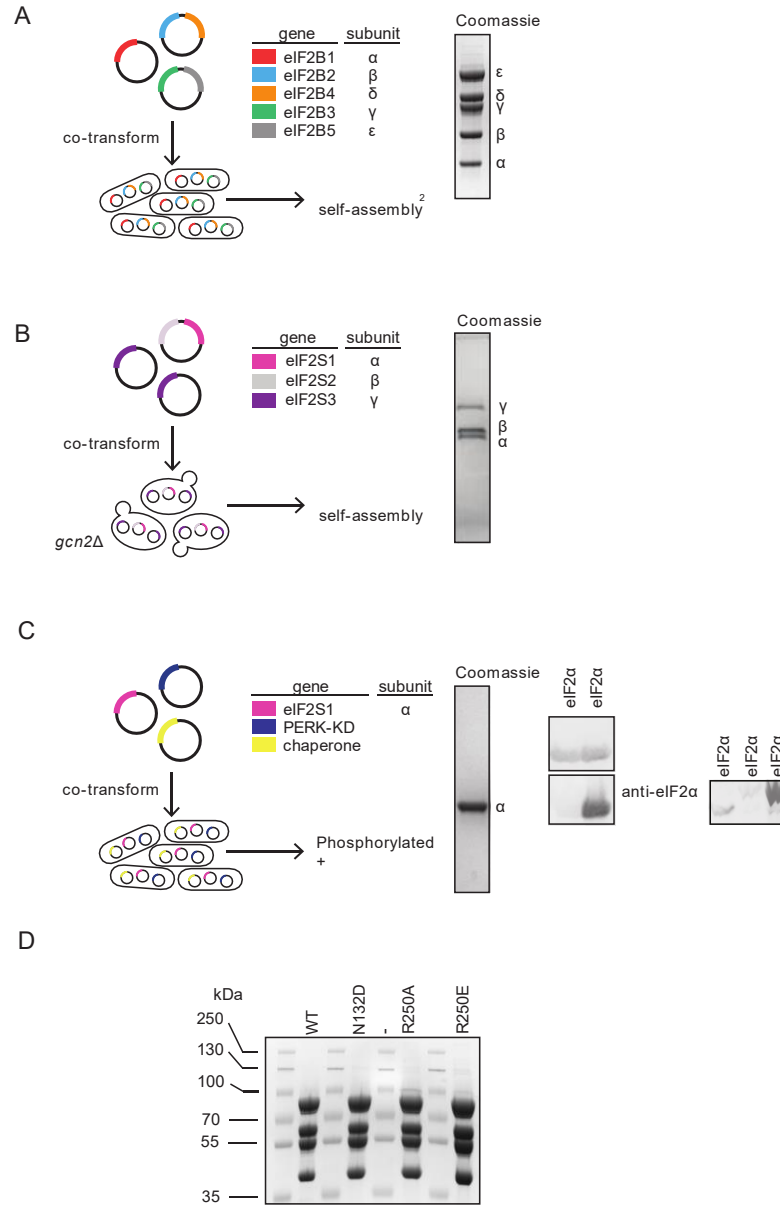 A
gene subunit
eIF2B1 α
eIF2B2 β
eIF2B4 δ
eIF2B3 γ
eIF2B5 ε
co-transform
self-assembly2
Coomassie
ε
δ
γ
β
α
B
gene subunit
eIF2S1 α
eIF2S2 β
eIF2S3 γ
co-transform
gcn2Δ
self-assembly
Coomassie
γ
β
α
C
gene subunit
eIF2S1 α
PERK-KD
chaperone
co-transform
Phosphorylated
+
Coomassie
α
eIF2α
eIF2α
anti-eIF2α
eIF2α
eIF2α
eIF2α
D
kDa
250
130
100
70
55
35
WT
N132D
-
R250A
R250E